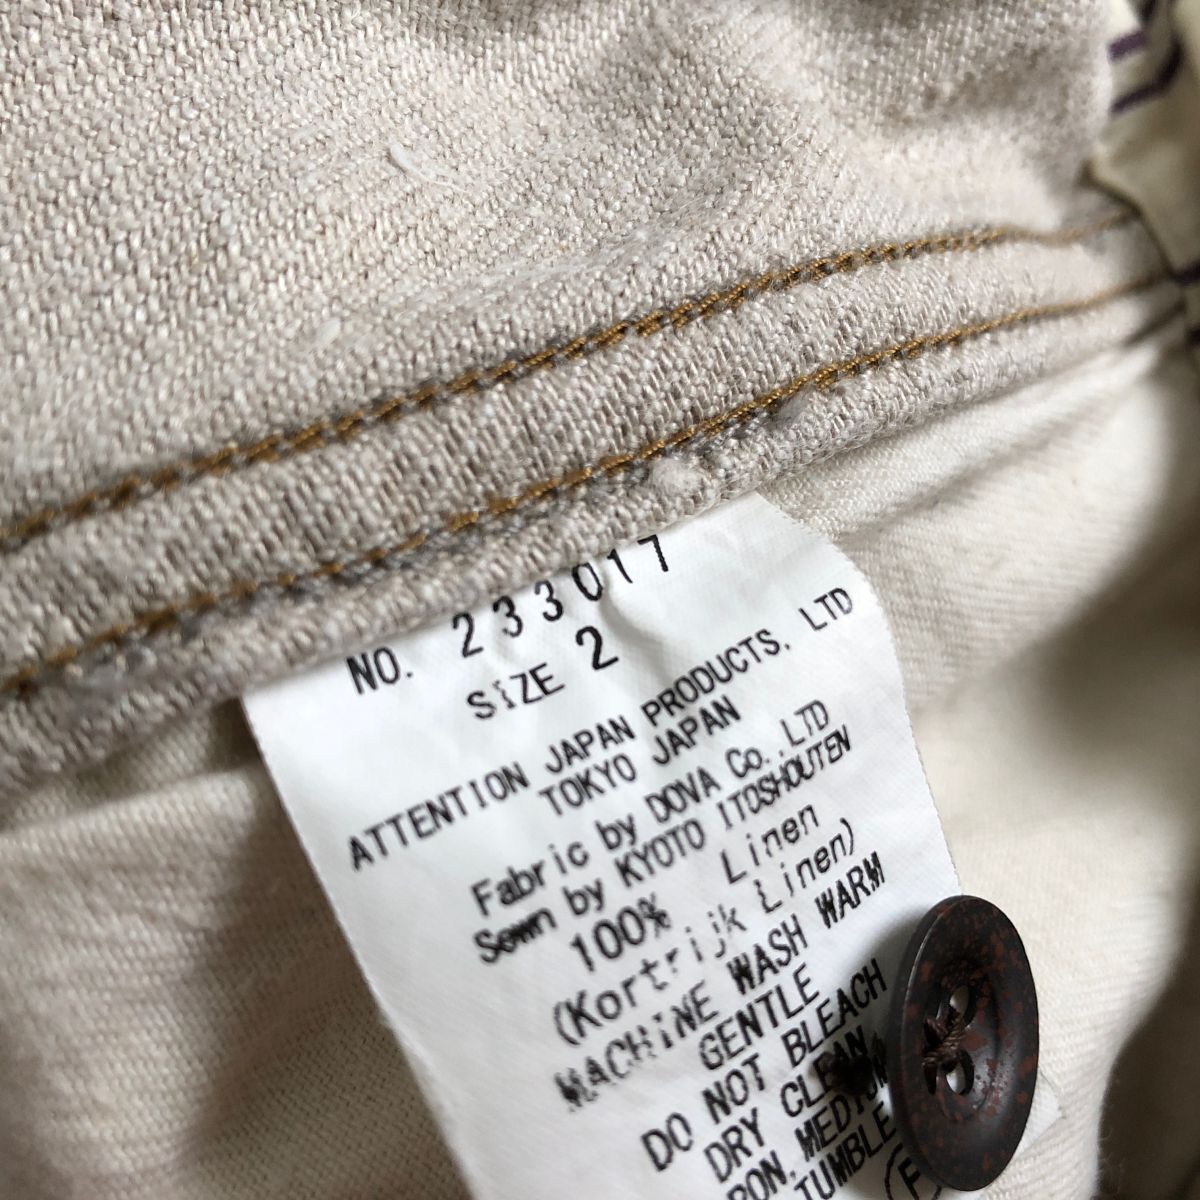 NO. 233017
SIZE 2
ATTENTION JAPAN PRODUCTS. LTD
TOKYO JAPAN
Fabric by DOVA Co.,LTD
Sewn by KYOTO ITOSHOUTEN
100% Linen
(Kortrijk Linen)
MACHINE WASH WARM
GENTLE
DO NOT BLEACH
DRY CLEAN
TUMBLE